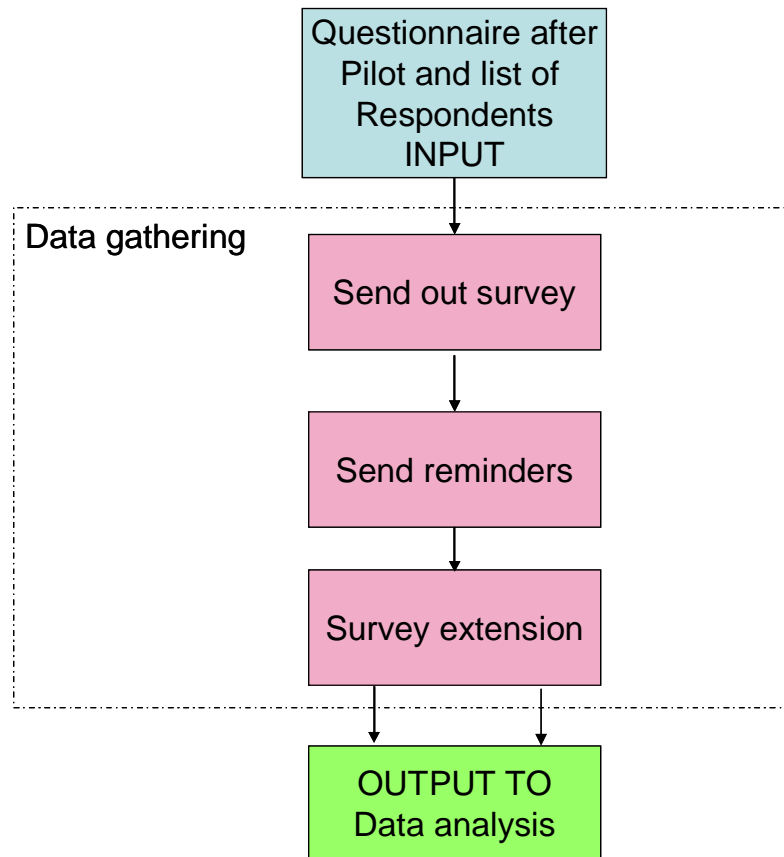 Questionnaire after
Pilot and list of
Respondents
INPUT
Data gathering
Send out survey
Send reminders
Survey extension
OUTPUT TO
Data analysis